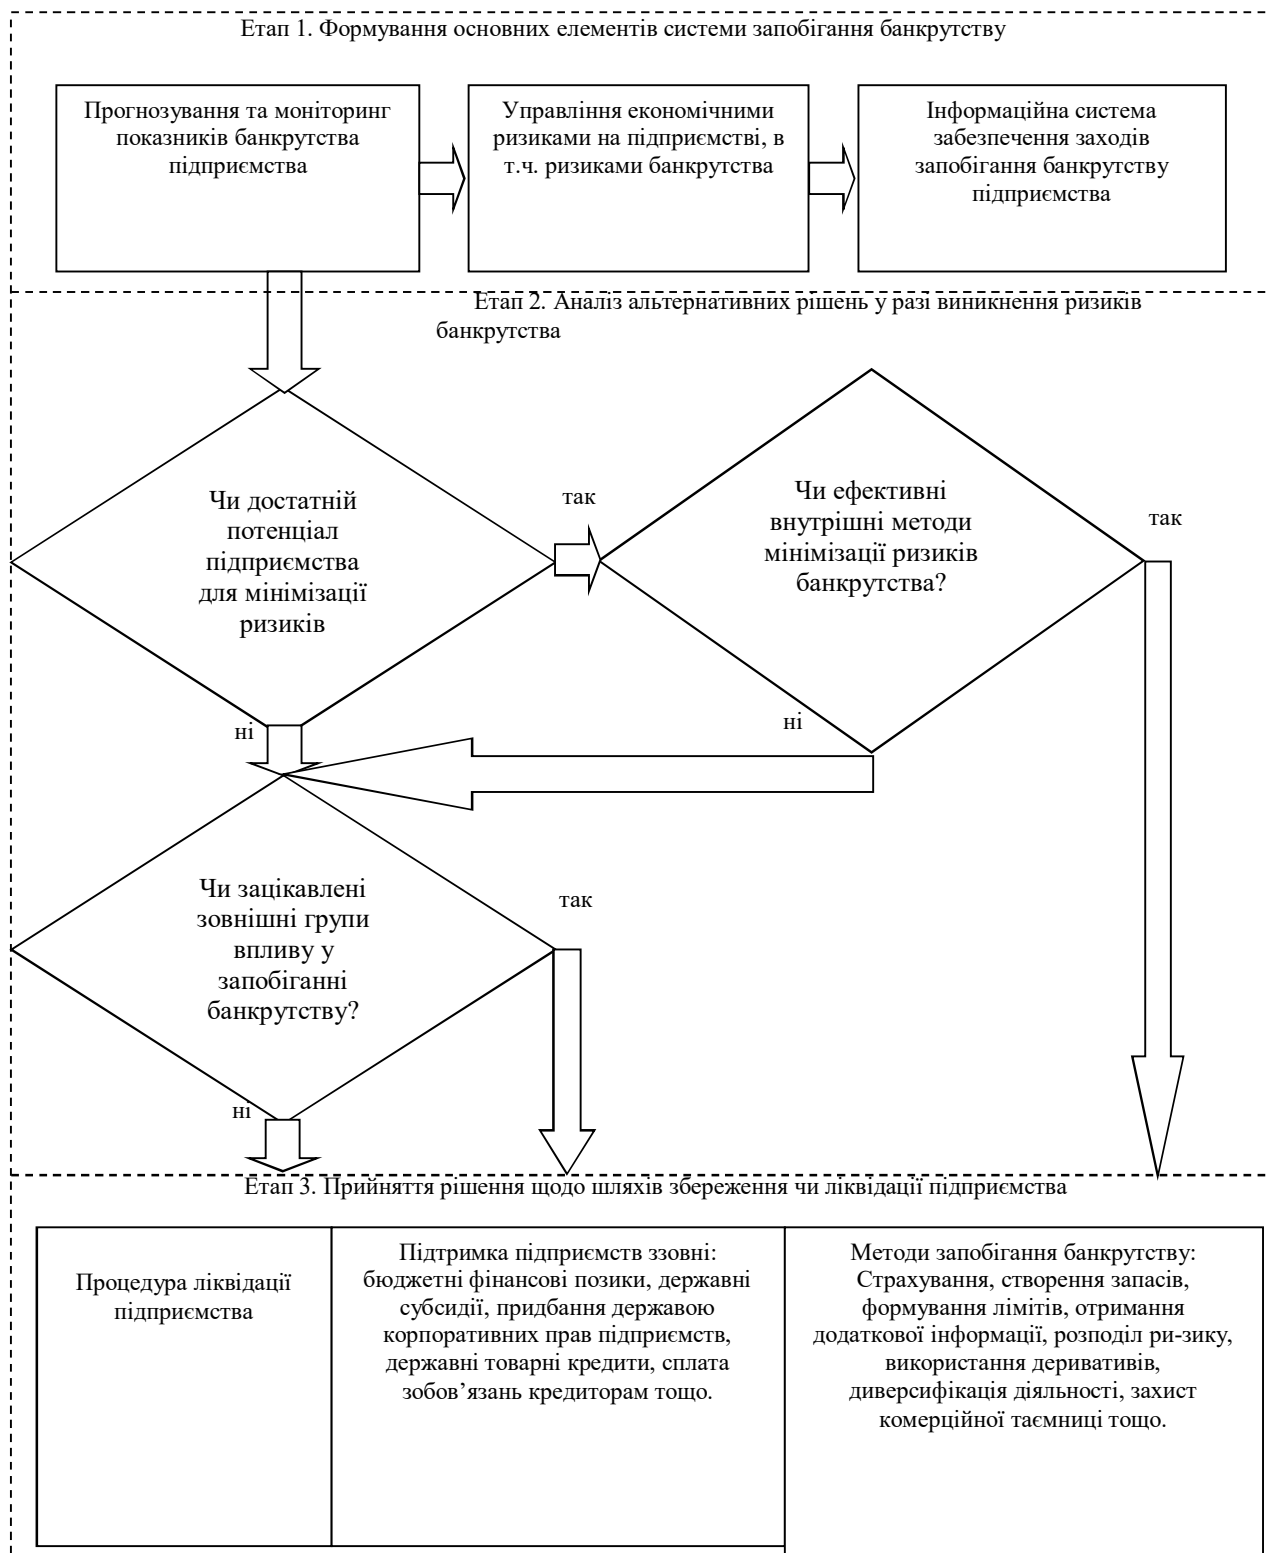 Етап 1. Формування основних елементів системи запобігання банкрутству
Прогнозування та моніторинг
показників банкрутства
підприємства
Управління економічними
ризиками на підприємстві, в
т.ч. ризиками банкрутства
Інформаційна система
забезпечення заходів
запобігання банкрутству
підприємства
Етап 2. Аналіз альтернативних рішень у разі виникнення ризиків
банкрутства
Чи достатній
потенціал
підприємства
для мінімізації
ризиків
так
Чи ефективні
внутрішні методи
мінімізації ризиків
банкрутства?
так
ні
ні
Чи зацікавлені
зовнішні групи
впливу у
запобіганні
банкрутству?
так
ні
Етап 3. Прийняття рішення щодо шляхів збереження чи ліквідації підприємства
Процедура ліквідації
підприємства
Підтримка підприємств ззовні:
бюджетні фінансові позики, державні
субсидії, придбання державою
корпоративних прав підприємств,
державні товарні кредити, сплата
зобов’язань кредиторам тощо.
Методи запобігання банкрутству:
Страхування, створення запасів,
формування лімітів, отримання
додаткової інформації, розподіл ри-зику,
використання деривативів,
диверсифікація діяльності, захист
комерційної таємниці тощо.